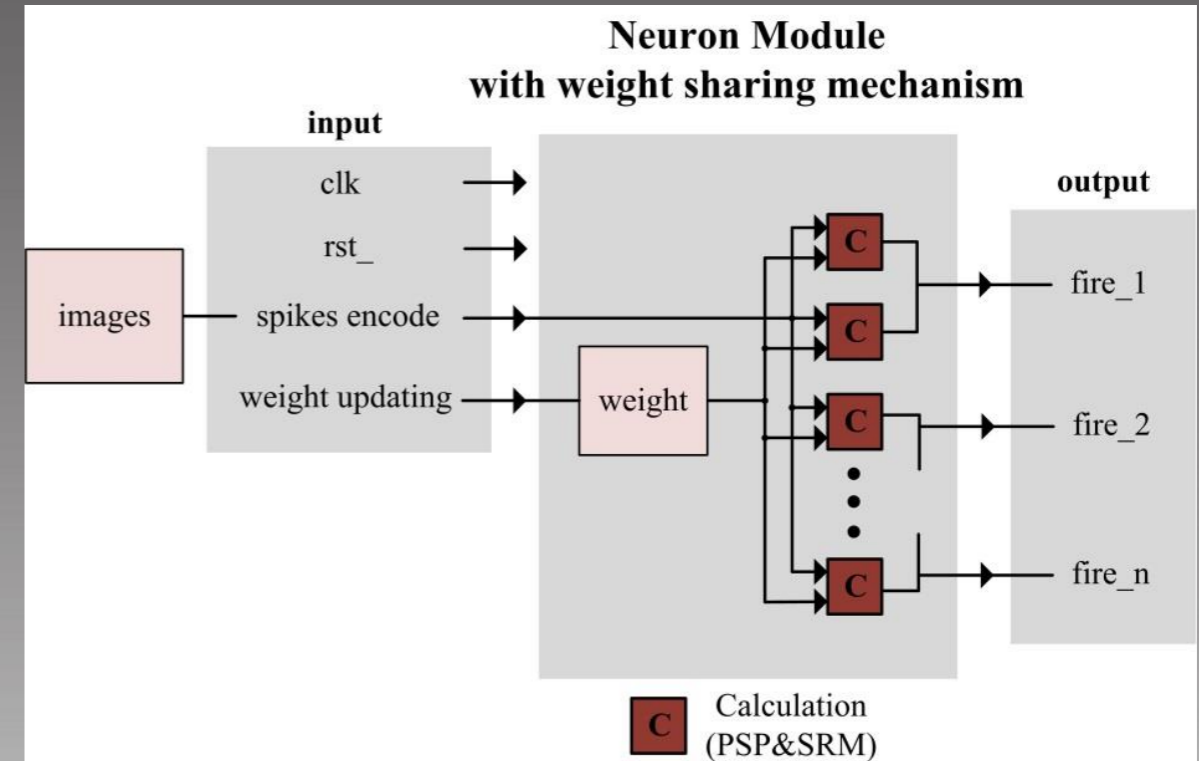 Neuron Module
with weight sharing mechanism
input
clk
rst_
spikes encode
weight updating
images
weight
C
C
C
C
output
fire_1
fire_2
fire_n
C
Calculation
(PSP&SRM)